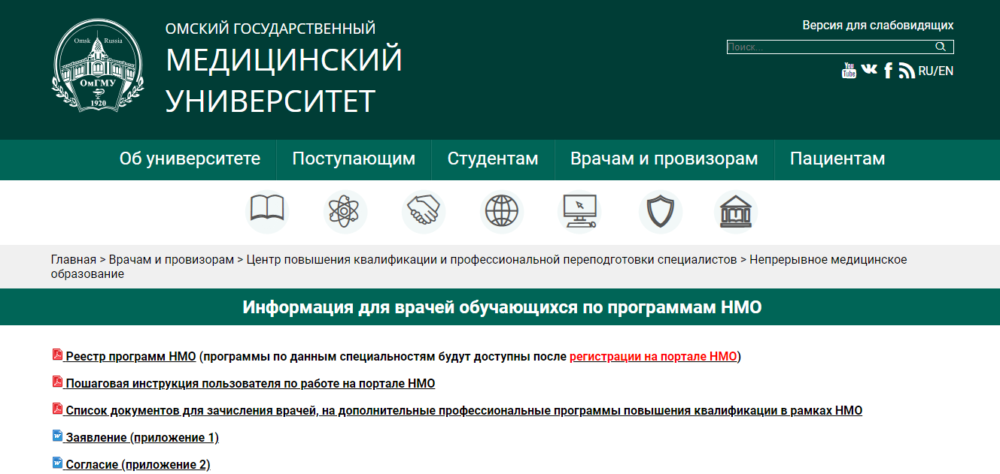 Omsk Russia
ОмГМУ
1920
ОМСКИЙ ГОСУДАРСТВЕННЫЙ
МЕДИЦИНСКИЙ
УНИВЕРСИТЕТ
Версия для слабовидящих
Поиск...
You Tube RU/EN
Об университете Поступающим Студентам Врачам и провизорам Пациентам
Главная > Врачам и провизорам > Центр повышения квалификации и профессиональной переподготовки специалистов > Непрерывное медицинское
образование
Информация для врачей обучающихся по программам НМО
Реестр программ НМО (программы по данным специальностям будут доступны после регистрации на портале НМО)
Пошаговая инструкция пользователя по работе на портале НМО
Список документов для зачисления врачей, на дополнительные профессиональные программы повышения квалификации в рамках НМО
Заявление (приложение 1)
Согласие (приложение 2)